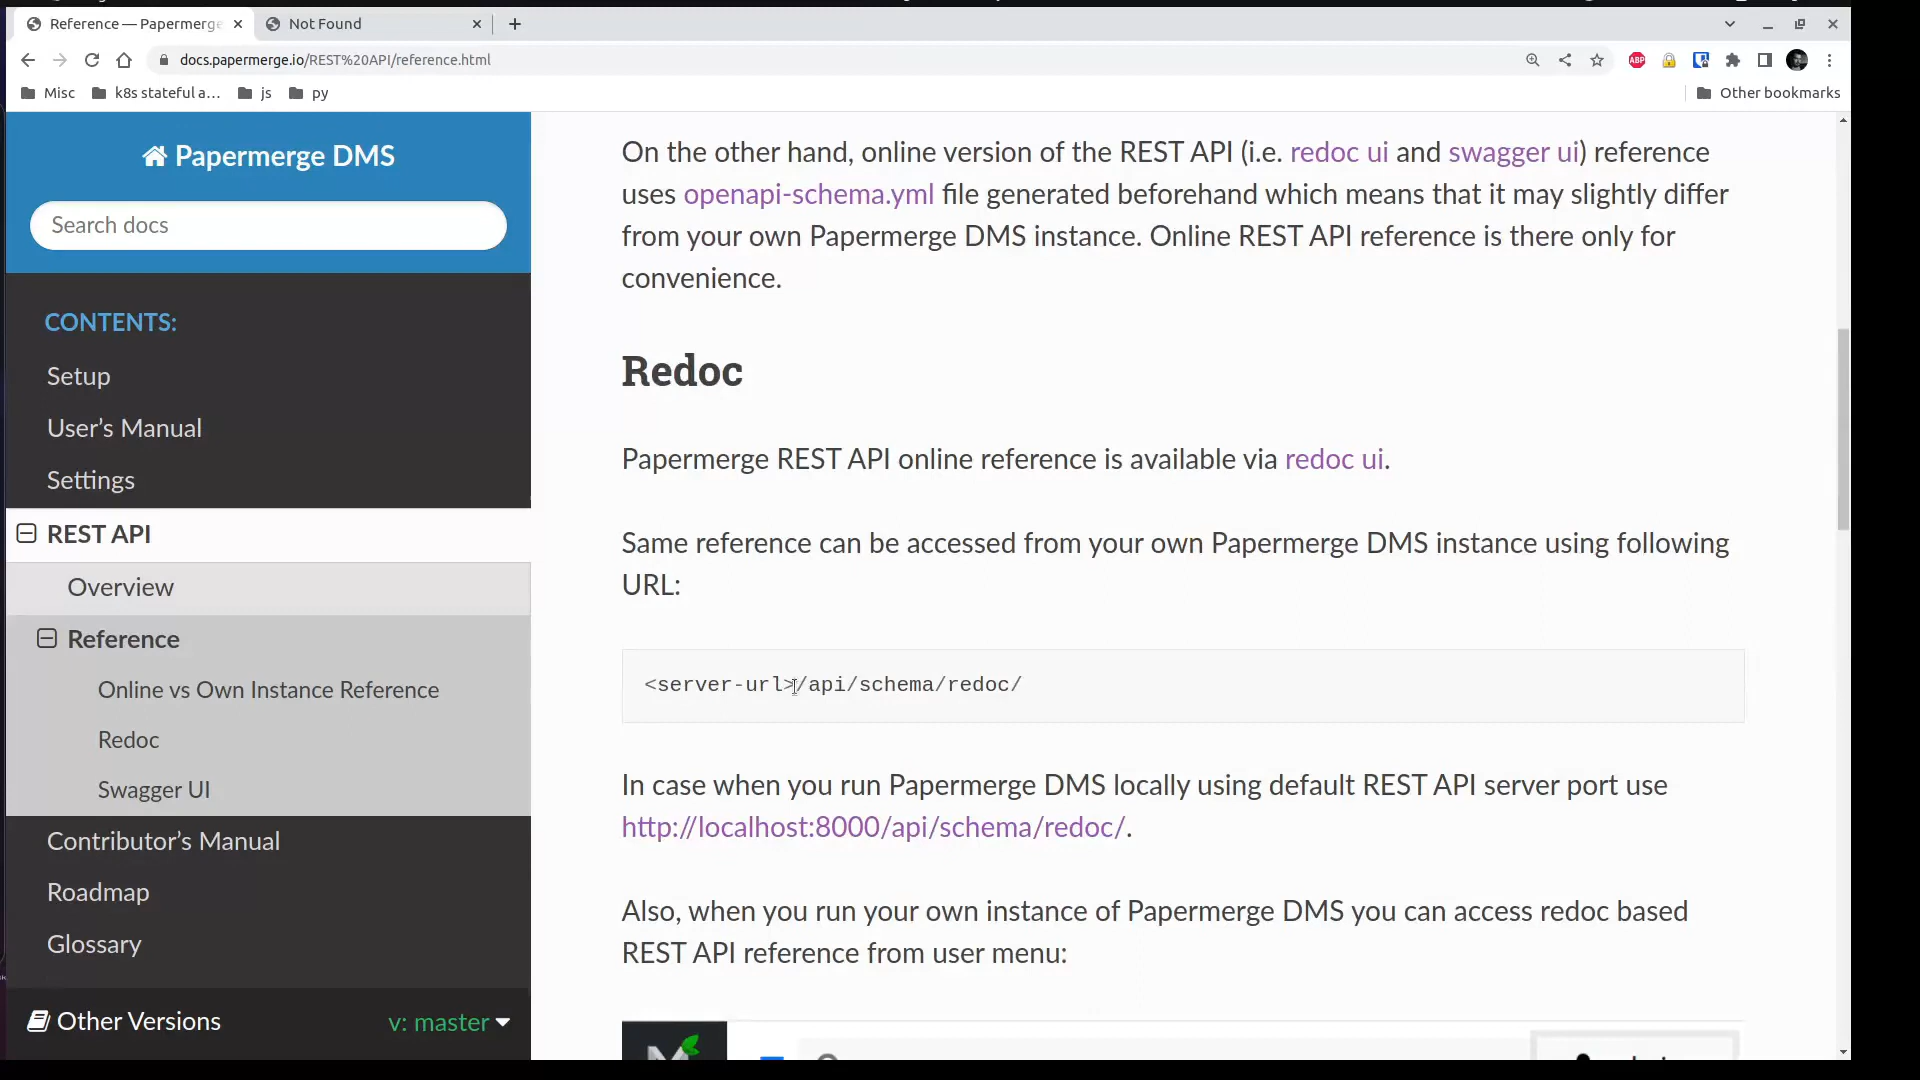 Reference — Papermerge
Not Found
docs.papermerge.io/REST%20API/reference.html
ABP
Misc
k8s stateful a...
js
py
Other bookmarks
Papermerge DMS
Search docs
CONTENTS:
Setup
User's Manual
Settings
REST API
Overview
Reference
Online vs Own Instance Reference
Redoc
Swagger UI
Contributor's Manual
Roadmap
Glossary
Other Versions
v: master
On the other hand, online version of the REST API (i.e. redoc ui and swagger ui) reference
uses openapi-schema.yml file generated beforehand which means that it may slightly differ
from your own Papermerge DMS instance. Online REST API reference is there only for
convenience.
Redoc
Papermerge REST API online reference is available via redoc ui.
Same reference can be accessed from your own Papermerge DMS instance using following
URL:
<server-url>/api/schema/redoc/
In case when you run Papermerge DMS locally using default REST API server port use
http://localhost:8000/api/schema/redoc/.
Also, when you run your own instance of Papermerge DMS you can access redoc based
REST API reference from user menu: